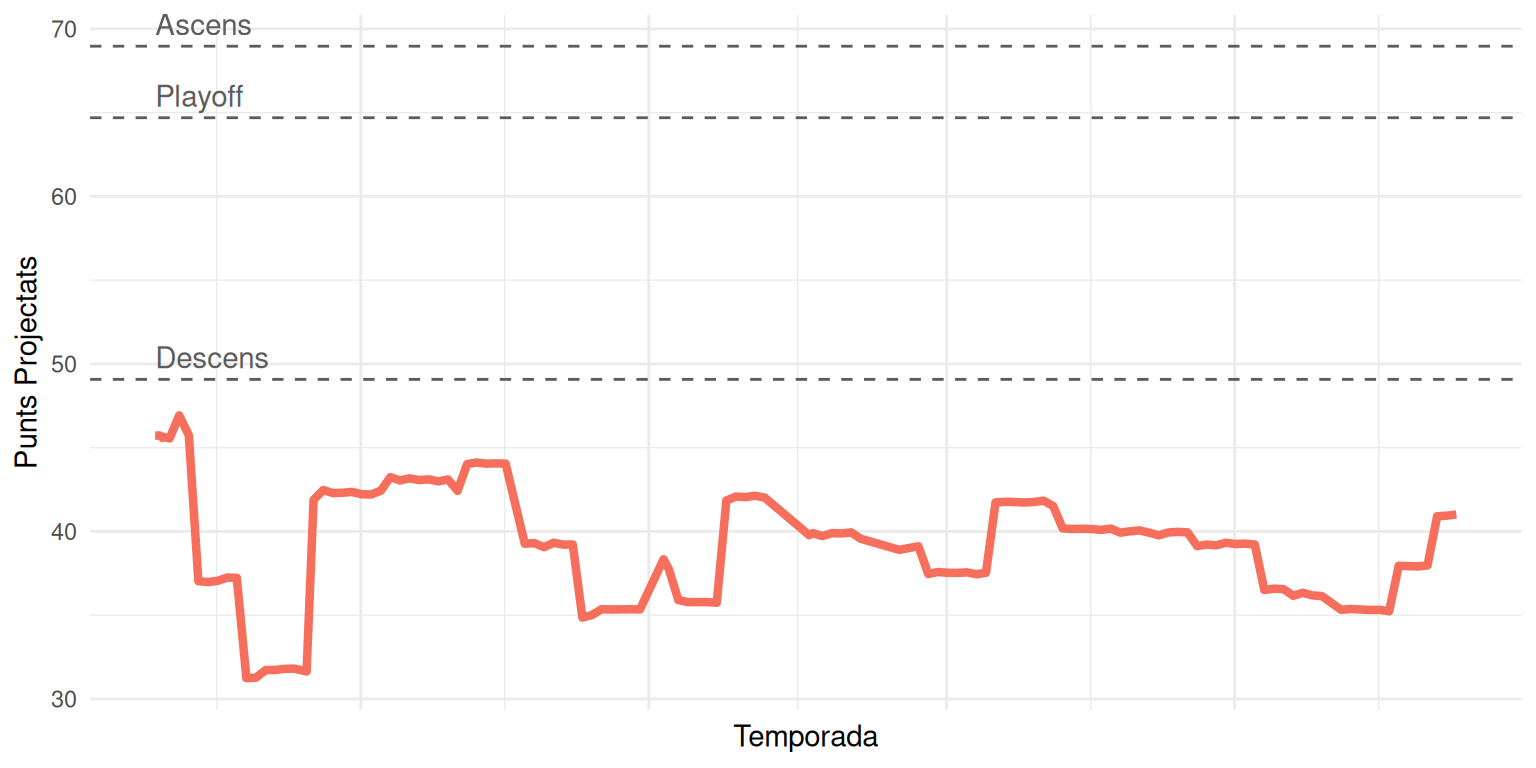 70
Ascens
Playoff
60
Descens
50
40
30
Punts Projectats
Temporada